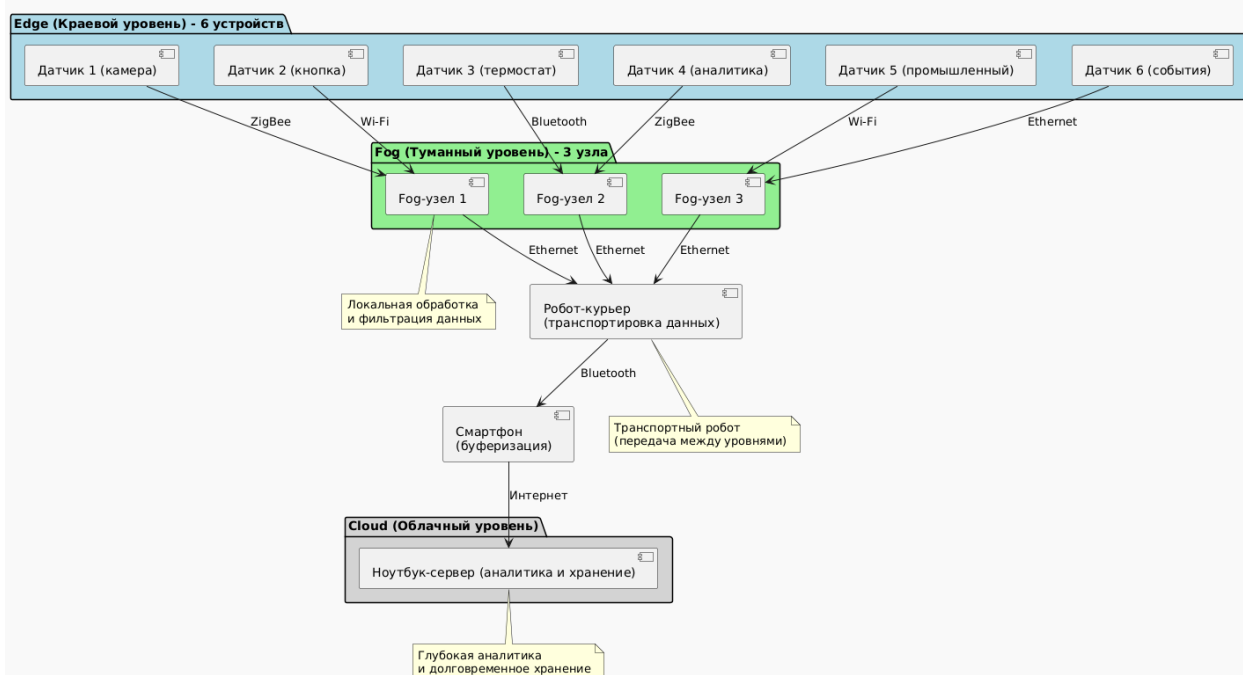 Edge (Краевой уровень) - 6 устройств
Датчик 1 (камера)
Датчик 2 (кнопка)
Датчик 3 (термостат)
Датчик 4 (аналитика)
Датчик 5 (промышленный)
Датчик 6 (события)
ZigBee
Wi-Fi
Bluetooth
ZigBee
Wi-Fi
Ethernet
Fog (Туманный уровень) - 3 узла
Fog-узел 1
Fog-узел 2
Fog-узел 3
Ethernet
Ethernet
Ethernet
Локальная обработка
и фильтрация данных
Робот-курьер
(транспортировка данных)
Bluetooth
Смартфон
(буферизация)
Транспортный робот
(передача между уровнями)
Интернет
Cloud (Облачный уровень)
Ноутбук-сервер (аналитика и хранение)
Глубокая аналитика
и долговременное хранение